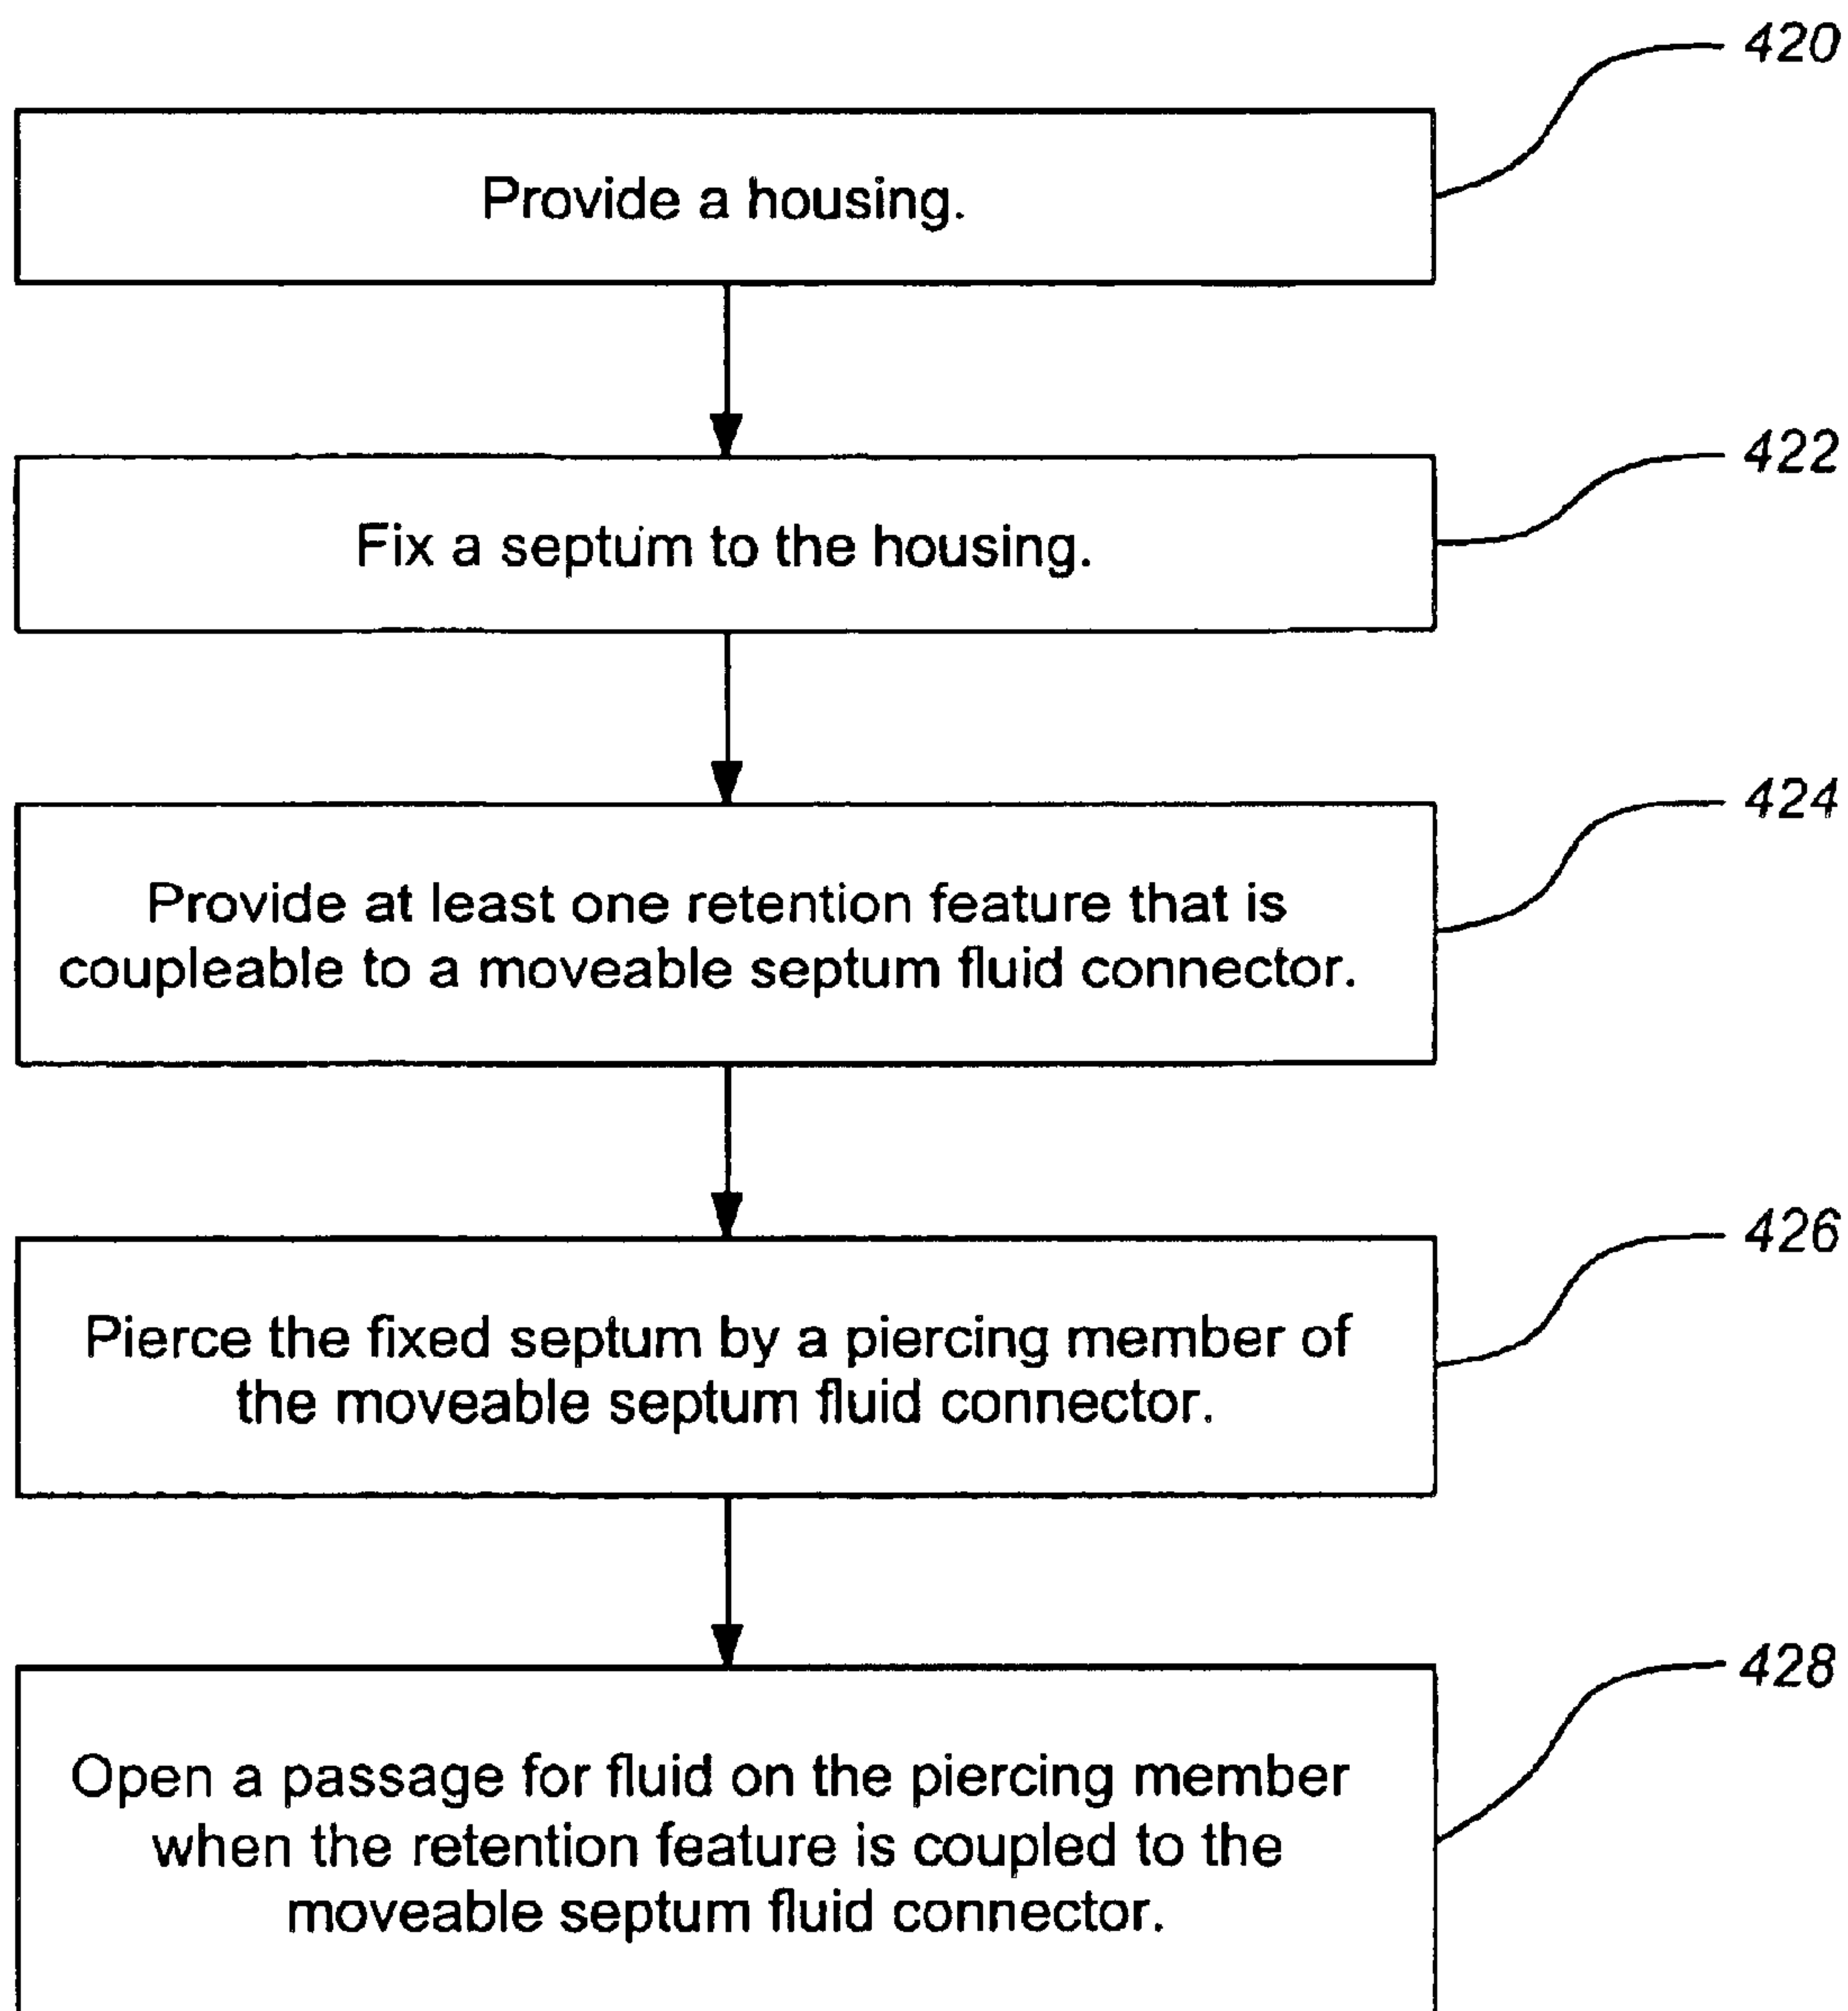 420
Provide a housing.
422
Fix a septum to the housing.
424
Provide at least one retention feature that is
coupleable to a moveable septum fluid connector.
426
Pierce the fixed septum by a piercing member of
the moveable septum fluid connector.
428
Open a passage for fluid on the piercing member
when the retention feature is coupled to the
moveable septum fluid connector.